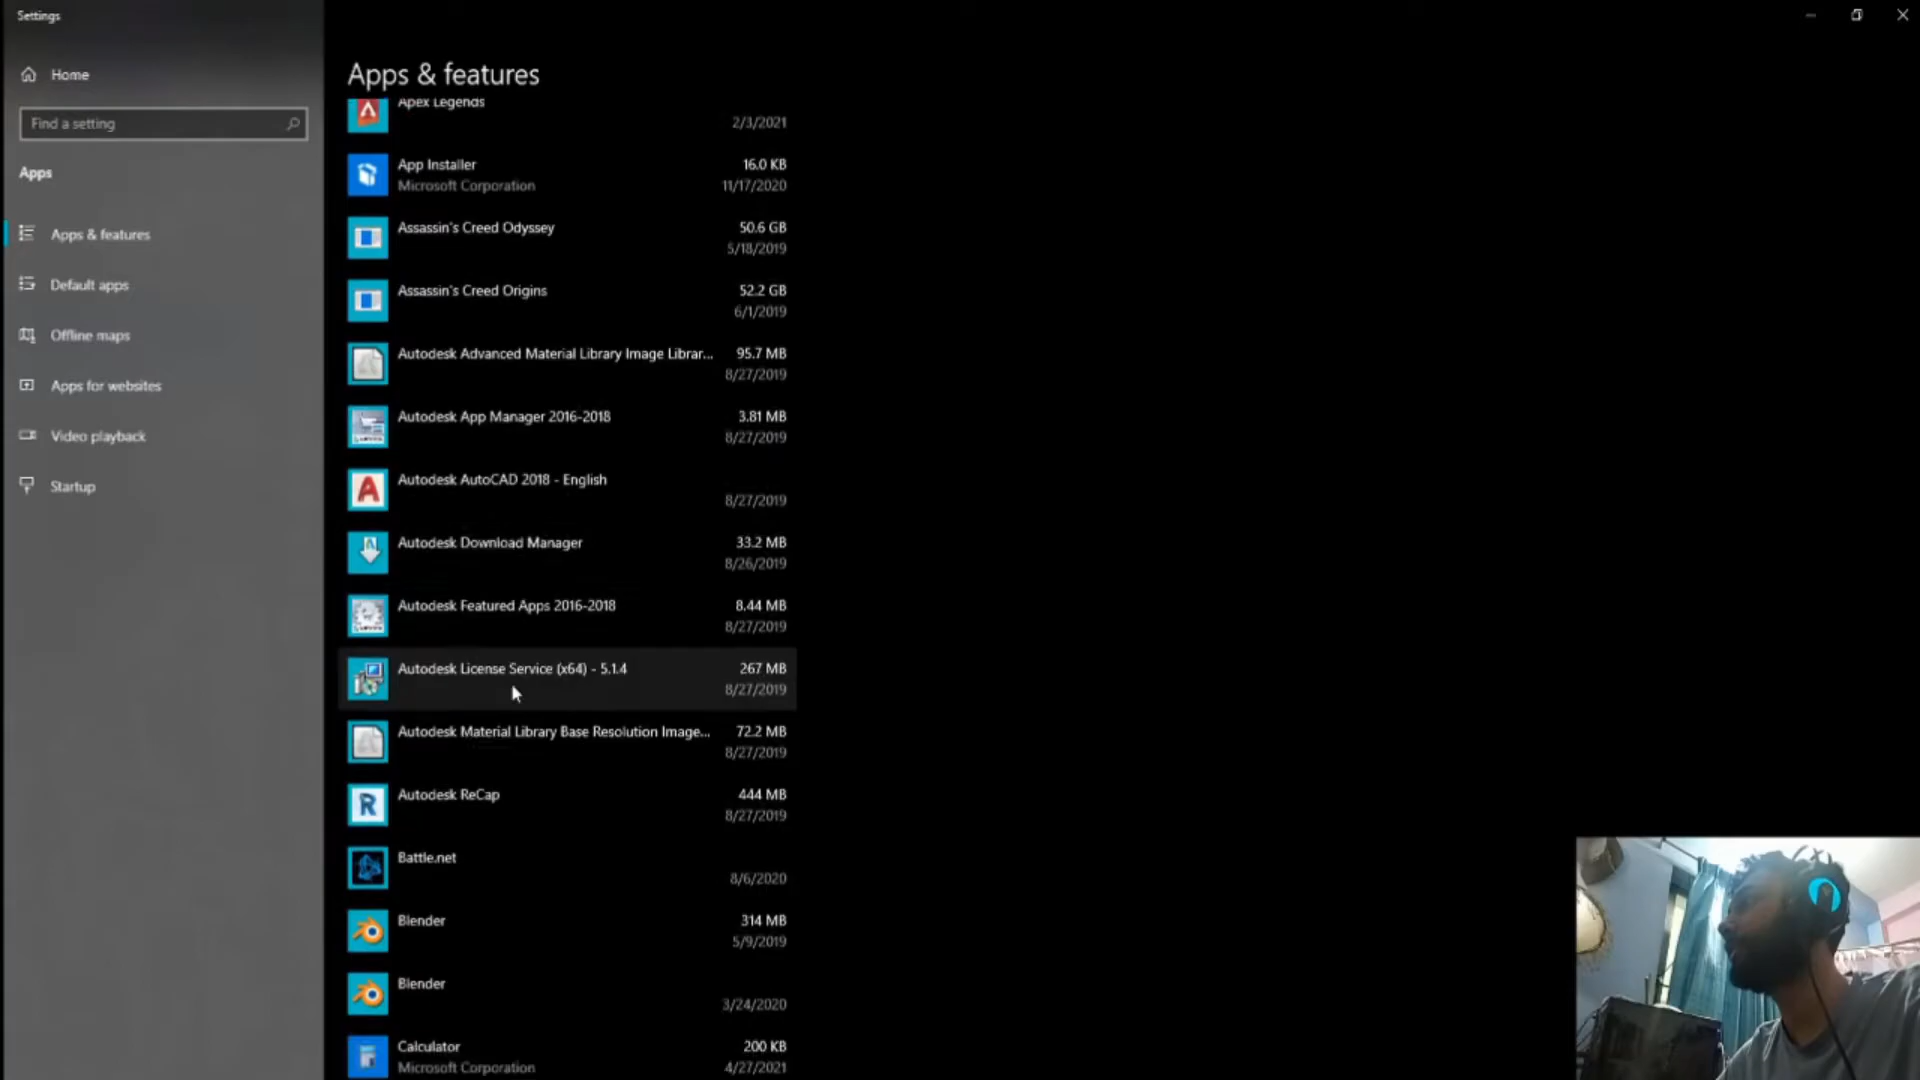 Settings
Home
Find a setting
Apps
Apps & features
Default apps
Offline maps
Apps for websites
Video playback
Startup
Apps & features
Apex Legends
2/3/2021
App Installer 16.0 KB
Microsoft Corporation 11/17/2020
Assassin's Creed Odyssey 50.6 GB
5/18/2019
Assassin's Creed Origins 52.2 GB
6/1/2019
Autodesk Advanced Material Library Image Librar... 95.7 MB
8/27/2019
Autodesk App Manager 2016-2018 3.81 MB
8/27/2019
Autodesk AutoCAD 2018 - English
8/27/2019
Autodesk Download Manager 33.2 MB
8/26/2019
Autodesk Featured Apps 2016-2018 8.44 MB
8/27/2019
Autodesk License Service (x64) - 5.1.4 267 MB
8/27/2019
Autodesk Material Library Base Resolution Image... 72.2 MB
8/27/2019
Autodesk ReCap 444 MB
8/27/2019
Battle.net
8/6/2020
Blender 314 MB
5/9/2019
Blender
3/24/2020
Calculator 200 KB
Microsoft Corporation 4/27/2021